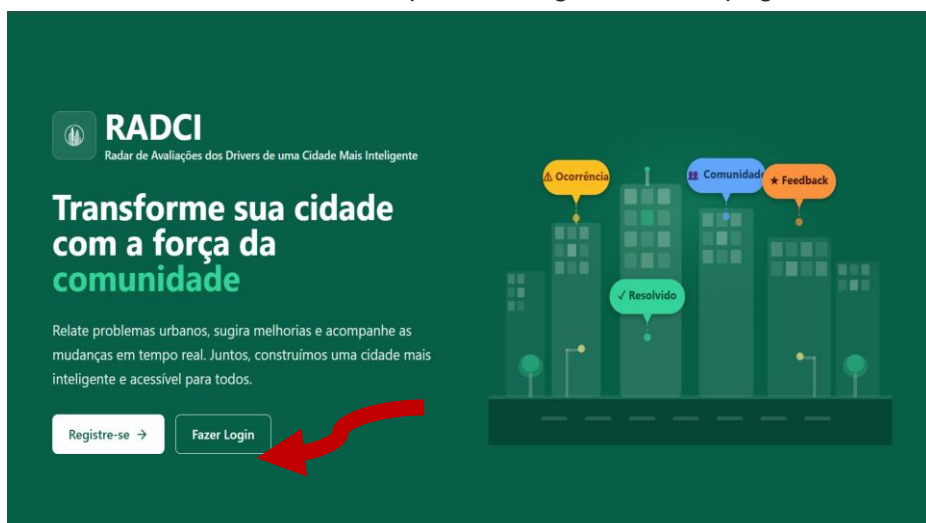 RADCI
Radar de Avaliações dos Drivers de uma Cidade Mais Inteligente
Transforme sua cidade
com a força da
comunidade
Relate problemas urbanos, sugira melhorias e acompanhe as
mudanças em tempo real. Juntos, construímos uma cidade mais
inteligente e acessível para todos.
Registre-se →
Fazer Login
⚠ Ocorrência
Comunidade
★ Feedback
✓ Resolvido